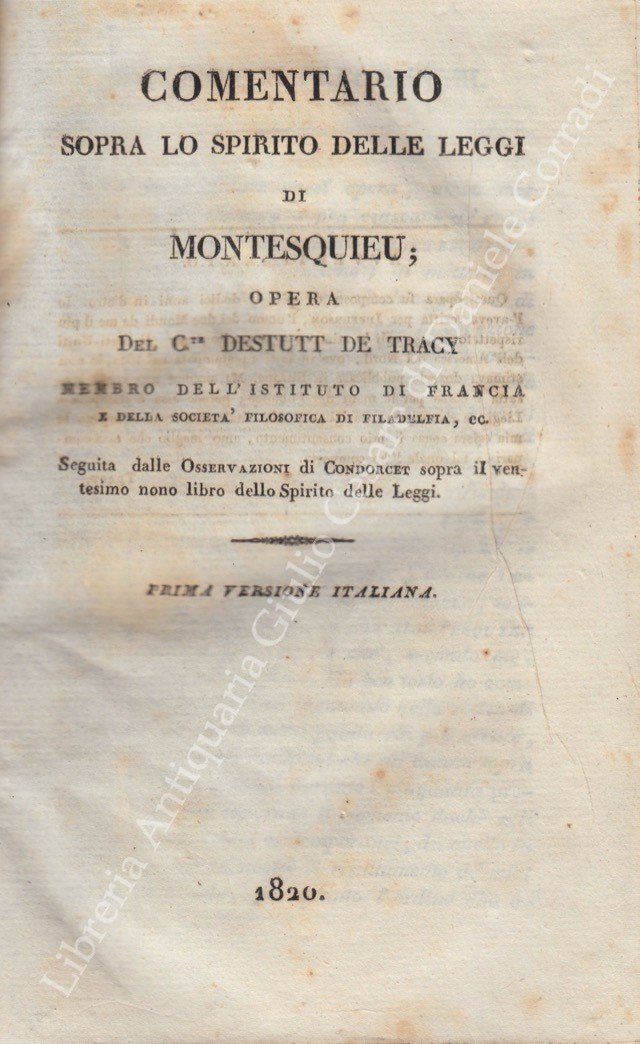 COMENTARIO
SOPRA LO SPIRITO DELLE LEGGI
DI
MONTESQUIEU;
OPERA
DEL C.TE DESTUTT DE TRACY
MEMBRO DELL'ISTITUTO DI FRANCIA
E DELLA SOCIETA' FILOSOFICA DI FILADELFIA, CC.
Seguita dalle OSSERVAZIONI di CONDORCET sopra il ven-
tesimo nono libro dello Spirito delle Leggi.
PRIMA VERSIONE ITALIANA.
1820.
Libreria Antiquaria Giulio Cesare di Daniele Corradi